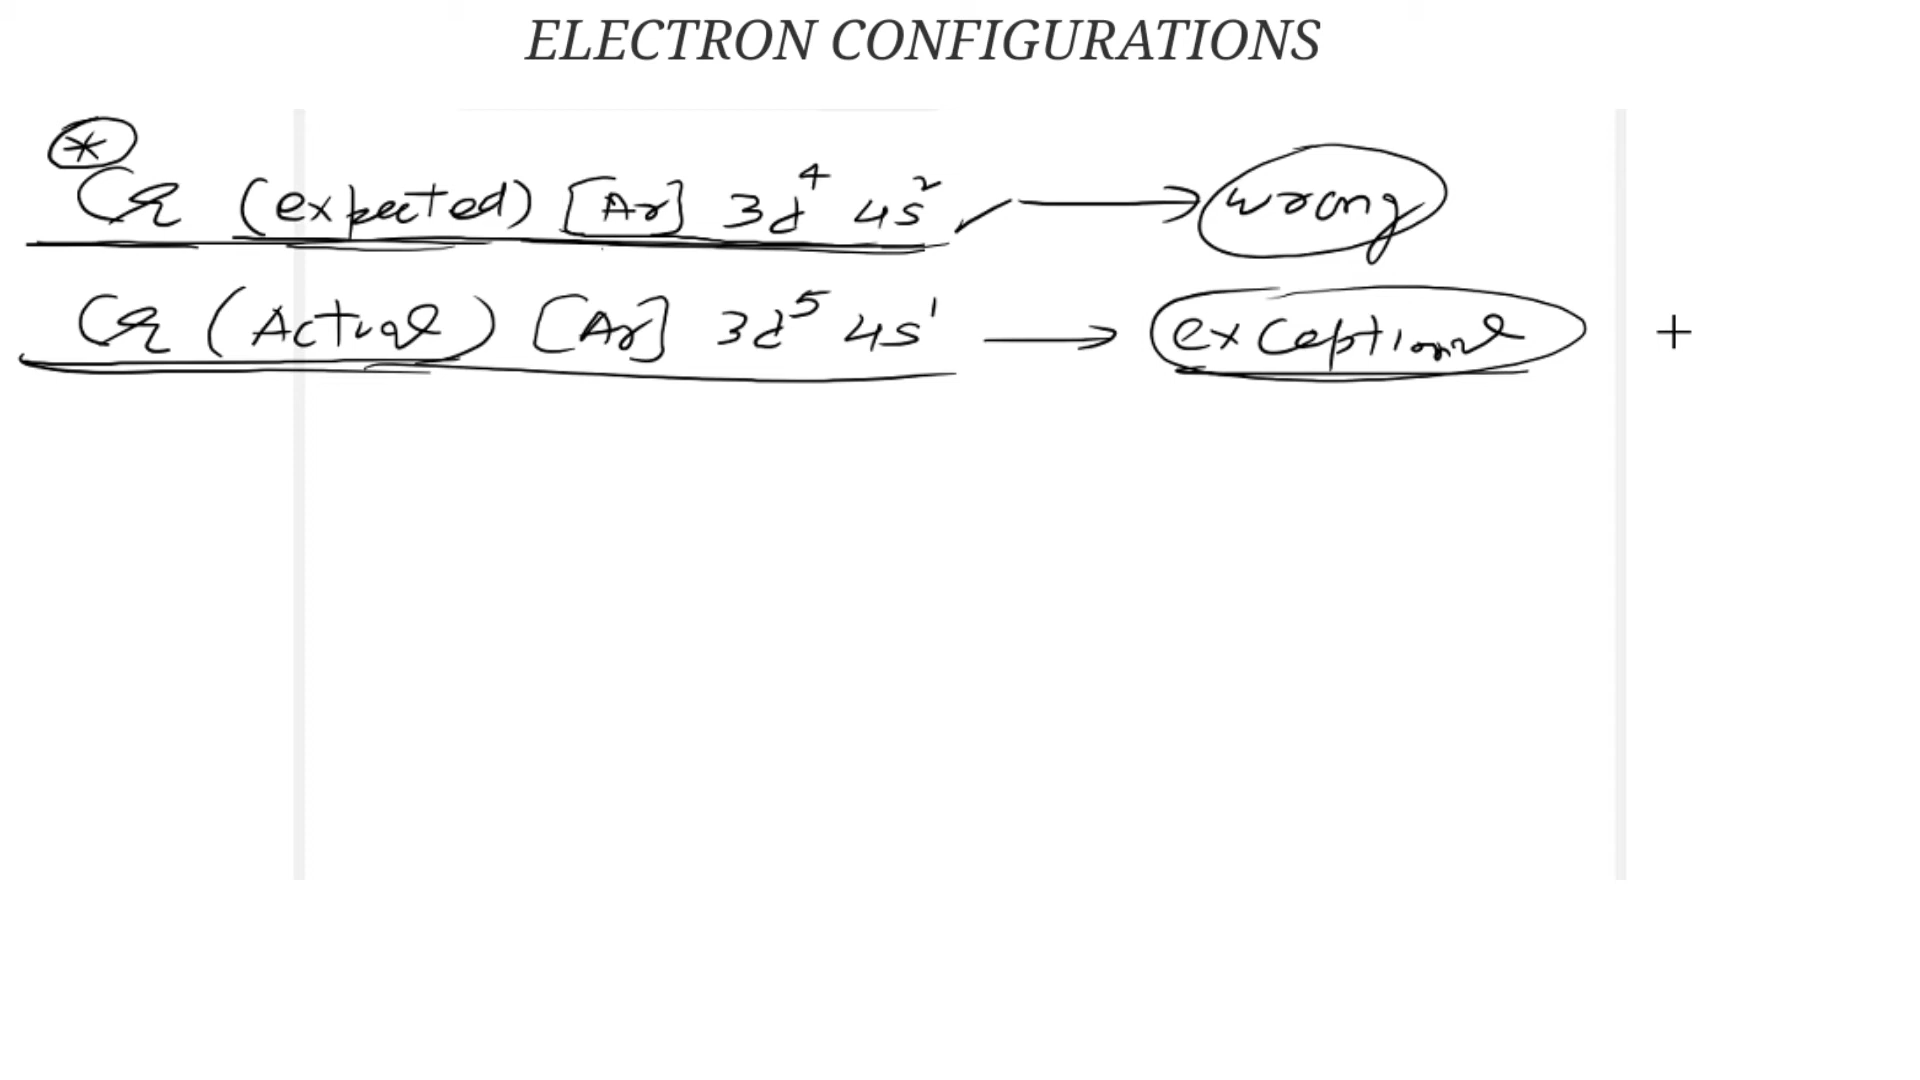 ELECTRON CONFIGURATIONS
*
Cr (expected) [Ar] 3d⁴ 4s² ✓ → wrong
Cr (Actual) [Ar] 3d⁵ 4s¹ → exceptional +